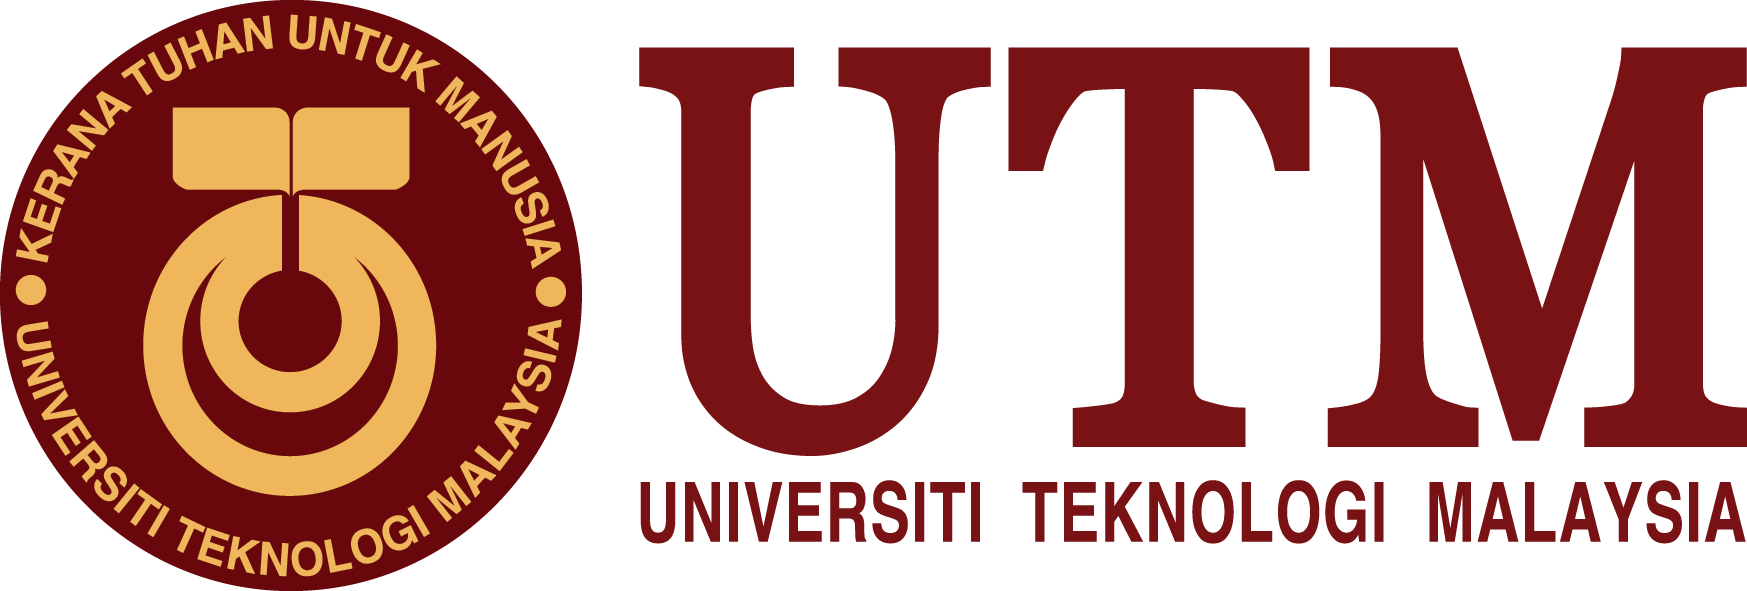 KERANA TUHAN UNTUK MANUSIA
UNIVERSITI TEKNOLOGI MALAYSIA
UTM
UNIVERSITI TEKNOLOGI MALAYSIA